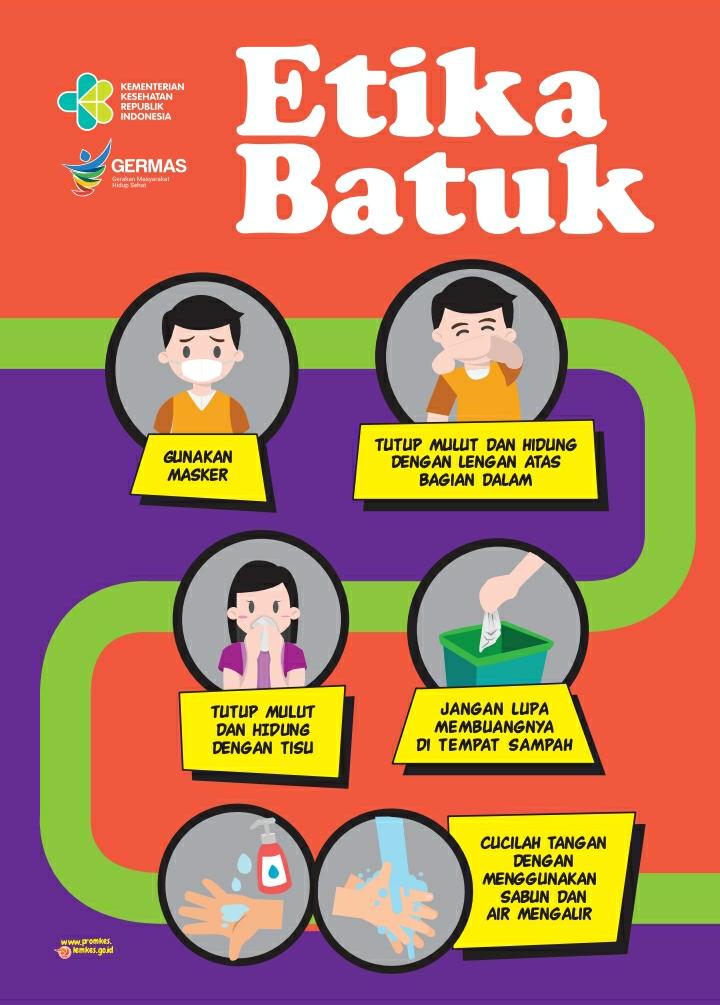 KEMENTERIAN
KESEHATAN
REPUBLIK
INDONESIA
GERMAS
Gerakan Masyarakat
Hidup Sehat
Etika
Batuk
GUNAKAN
MASKER
TUTUP MULUT DAN HIDUNG
DENGAN LENGAN ATAS
BAGIAN DALAM
TUTUP MULUT
DAN HIDUNG
DENGAN TISU
JANGAN LUPA
MEMBUANGNYA
DI TEMPAT SAMPAH
CUCILAH TANGAN
DENGAN
MENGGUNAKAN
SABUN DAN
AIR MENGALIR
www.promkes.
kemkes.go.id